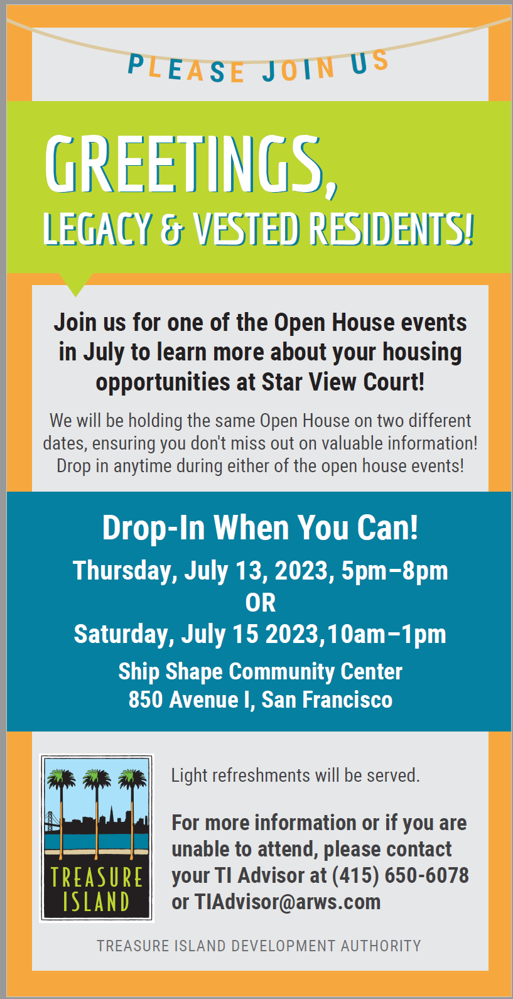 PLEASE JOIN US
GREETINGS,
LEGACY & VESTED RESIDENTS!
Join us for one of the Open House events
in July to learn more about your housing
opportunities at Star View Court!
We will be holding the same Open House on two different
dates, ensuring you don't miss out on valuable information!
Drop in anytime during either of the open house events!
Drop-In When You Can!
Thursday, July 13, 2023, 5pm–8pm
OR
Saturday, July 15 2023,10am–1pm
Ship Shape Community Center
850 Avenue I, San Francisco
Light refreshments will be served.
For more information or if you are
unable to attend, please contact
your TI Advisor at (415) 650-6078
or TIAdvisor@arws.com
TREASURE
ISLAND
TREASURE ISLAND DEVELOPMENT AUTHORITY